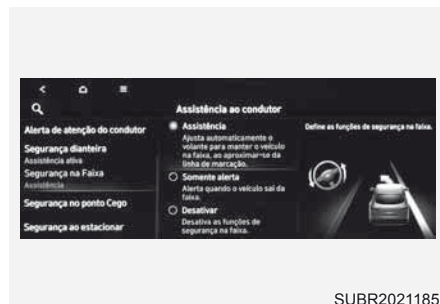 Assistência ao condutor
Alerta de atenção do condutor
Segurança dianteira
Assistência ativa
Segurança na Faixa
Assistência
Segurança no ponto Cego
Segurança ao estacionar
Assistência
Ajusta automaticamente o
volante para manter o veículo
na faixa, ao aproximar-se da
linha de marcação.
Somente alerta
Alerta quando o veículo sai da
faixa.
Desativar
Desativa as funções de
segurança na faixa.
Define as funções de segurança na faixa.
SUBR2021185